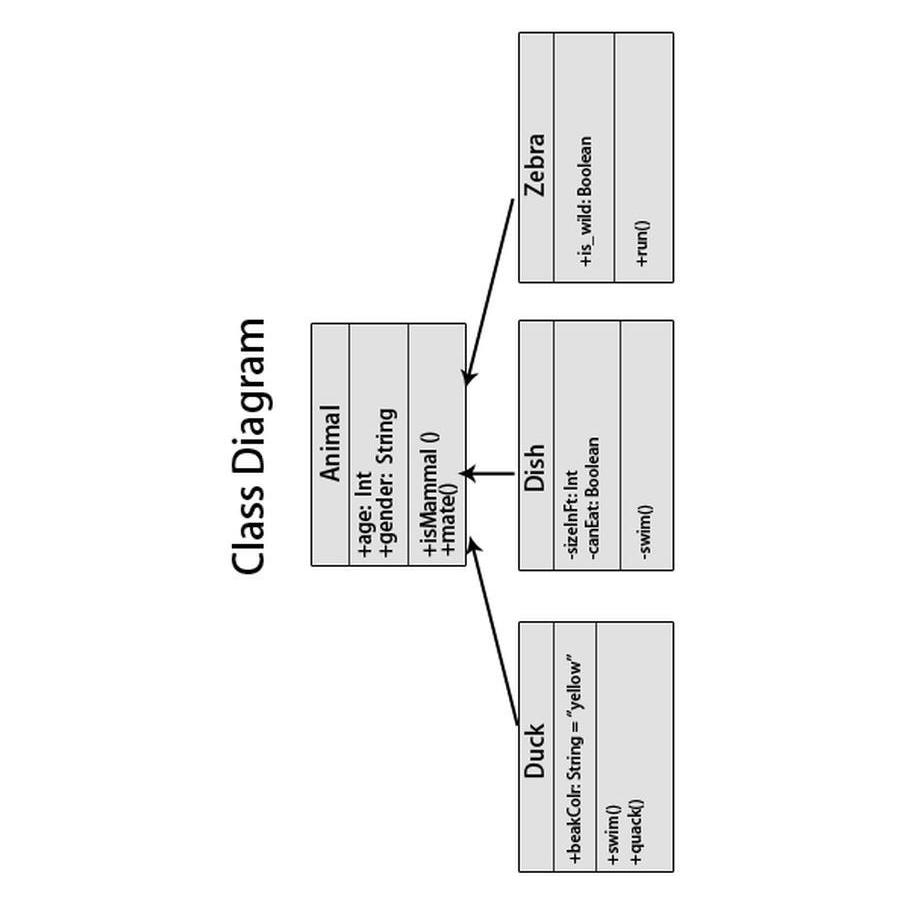 Class Diagram
Animal
+age: Int
+gender: String
+isMammal ()
+mate()
Duck
+beakColr: String = “yellow”
+swim()
+quack()
Dish
-sizeInFt: Int
-canEat: Boolean
-swim()
Zebra
+is_wild: Boolean
+run()